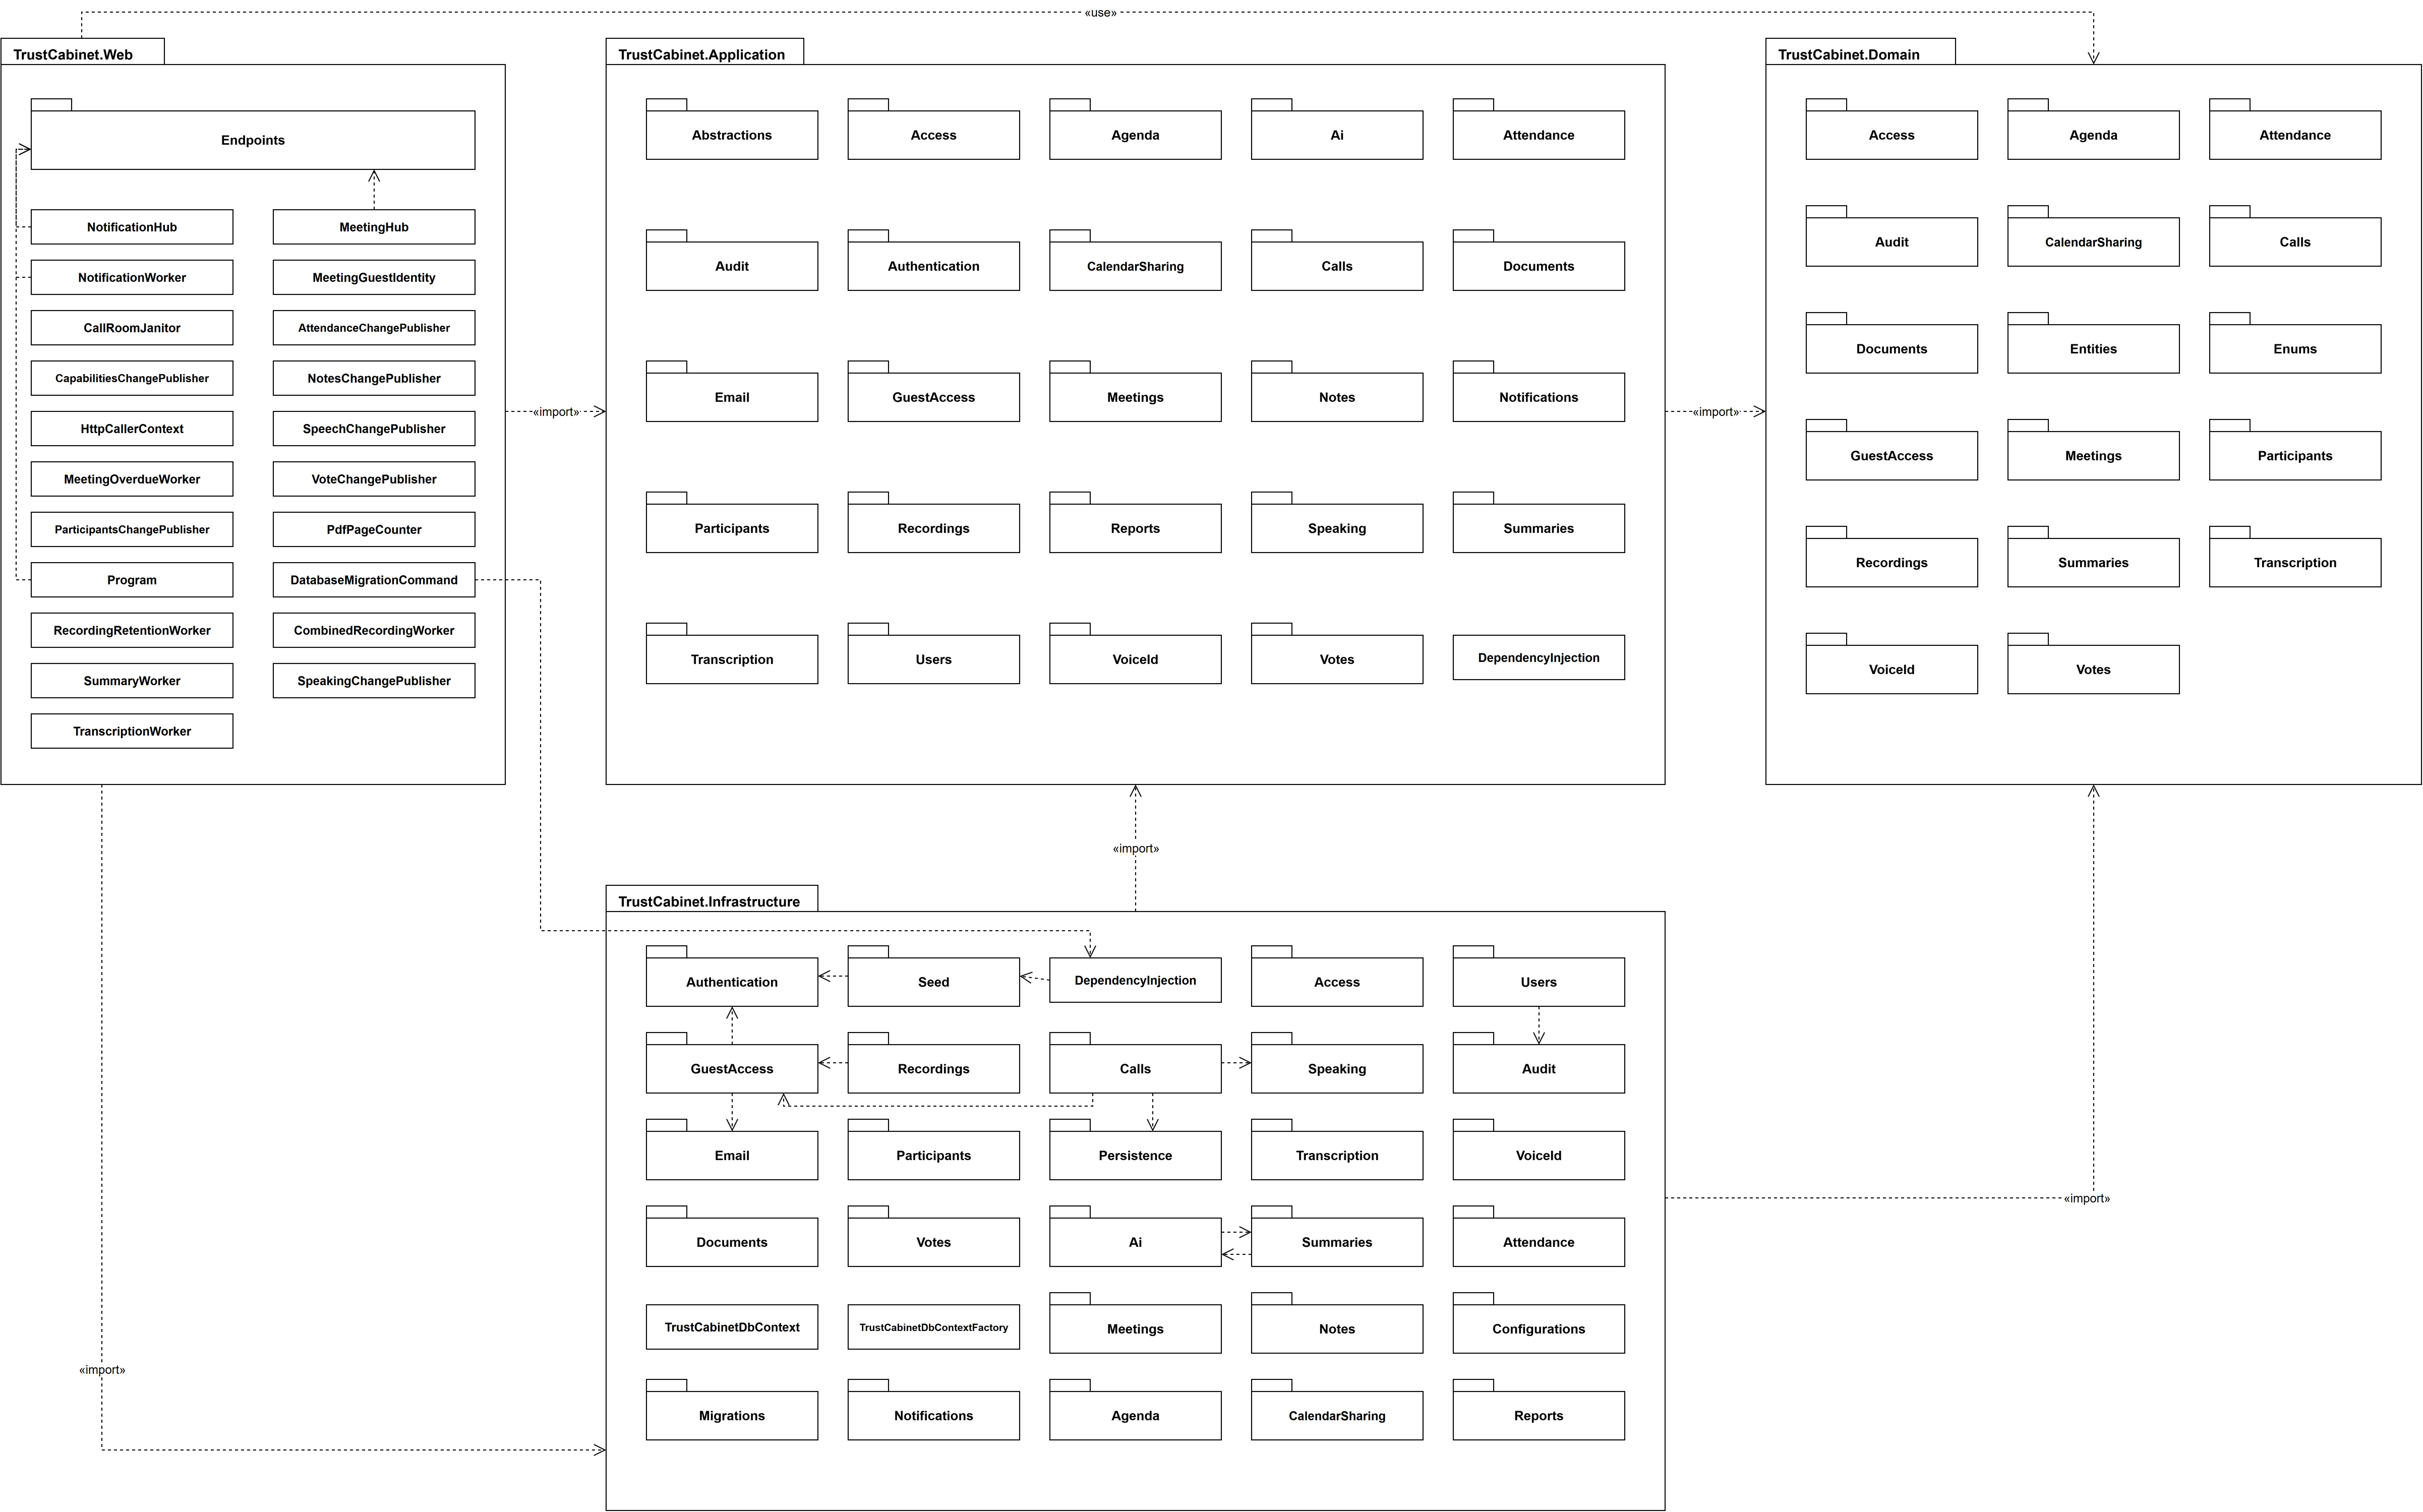 «use»
TrustCabinet.Web
Endpoints
NotificationHub
MeetingHub
NotificationWorker
MeetingGuestIdentity
CallRoomJanitor
AttendanceChangePublisher
CapabilitiesChangePublisher
NotesChangePublisher
HttpCallerContext
SpeechChangePublisher
MeetingOverdueWorker
VoteChangePublisher
ParticipantsChangePublisher
PdfPageCounter
Program
DatabaseMigrationCommand
RecordingRetentionWorker
CombinedRecordingWorker
SummaryWorker
SpeakingChangePublisher
TranscriptionWorker
«import»
TrustCabinet.Application
Abstractions
Access
Agenda
Ai
Attendance
Audit
Authentication
CalendarSharing
Calls
Documents
Email
GuestAccess
Meetings
Notes
Notifications
Participants
Recordings
Reports
Speaking
Summaries
Transcription
Users
VoiceId
Votes
DependencyInjection
«import»
TrustCabinet.Domain
Access
Agenda
Attendance
Audit
CalendarSharing
Calls
Documents
Entities
Enums
GuestAccess
Meetings
Participants
Recordings
Summaries
Transcription
VoiceId
Votes
«import»
TrustCabinet.Infrastructure
Authentication
Seed
DependencyInjection
Access
Users
GuestAccess
Recordings
Calls
Speaking
Audit
Email
Participants
Persistence
Transcription
VoiceId
Documents
Votes
Ai
Summaries
Attendance
TrustCabinetDbContext
TrustCabinetDbContextFactory
Meetings
Notes
Configurations
Migrations
Notifications
Agenda
CalendarSharing
Reports
«import»
«import»